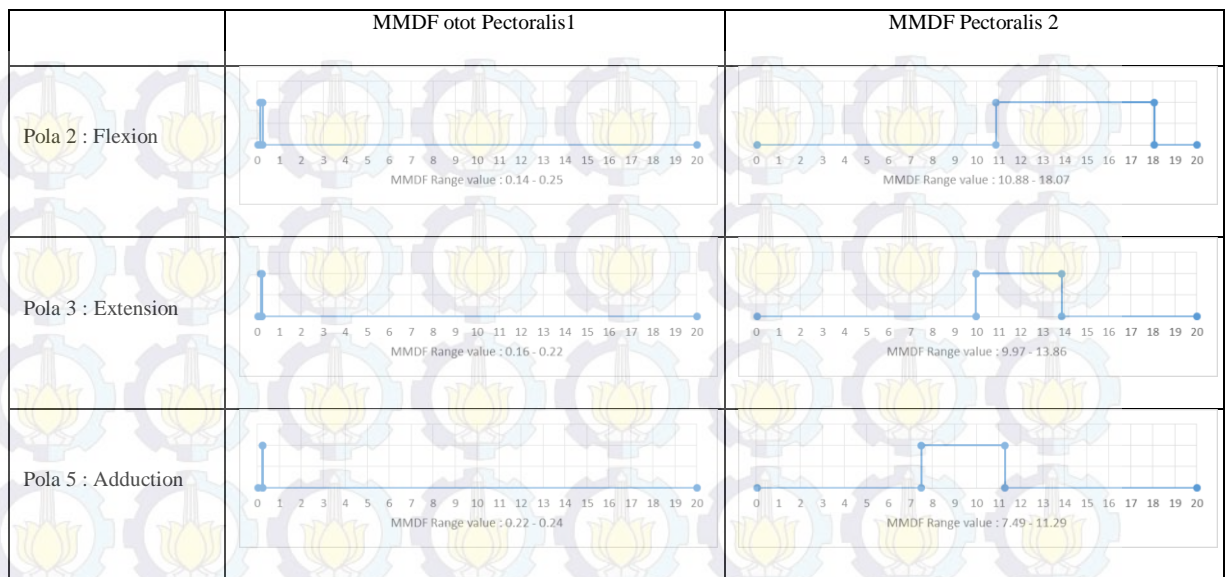 MMDF otot Pectoralis1
MMDF Pectoralis 2
Pola 2 : Flexion
0 1 2 3 4 5 6 7 8 9 10 11 12 13 14 15 16 17 18 19 20
MMDF Range value : 0.14 - 0.25
0 1 2 3 4 5 6 7 8 9 10 11 12 13 14 15 16 17 18 19 20
MMDF Range value : 10.88 - 18.07
Pola 3 : Extension
0 1 2 3 4 5 6 7 8 9 10 11 12 13 14 15 16 17 18 19 20
MMDF Range value : 0.16 - 0.22
0 1 2 3 4 5 6 7 8 9 10 11 12 13 14 15 16 17 18 19 20
MMDF Range value : 9.97 - 13.86
Pola 5 : Adduction
0 1 2 3 4 5 6 7 8 9 10 11 12 13 14 15 16 17 18 19 20
MMDF Range value : 0.22 - 0.24
0 1 2 3 4 5 6 7 8 9 10 11 12 13 14 15 16 17 18 19 20
MMDF Range value : 7.49 - 11.29